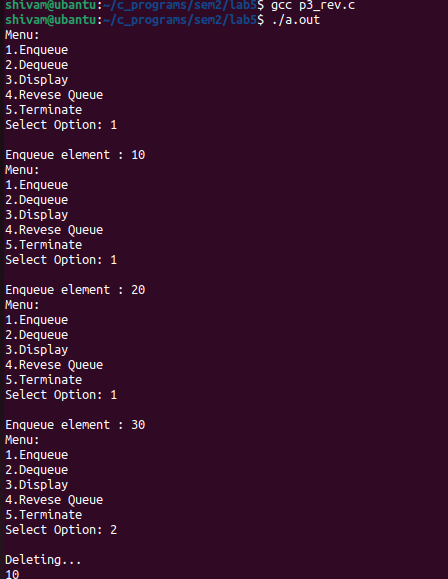 shivam@ubantu:~/c_programs/sem2/lab5$ gcc p3_rev.c
shivam@ubantu:~/c_programs/sem2/lab5$ ./a.out
Menu:
1.Enqueue
2.Dequeue
3.Display
4.Revese Queue
5.Terminate
Select Option: 1

Enqueue element : 10
Menu:
1.Enqueue
2.Dequeue
3.Display
4.Revese Queue
5.Terminate
Select Option: 1

Enqueue element : 20
Menu:
1.Enqueue
2.Dequeue
3.Display
4.Revese Queue
5.Terminate
Select Option: 1

Enqueue element : 30
Menu:
1.Enqueue
2.Dequeue
3.Display
4.Revese Queue
5.Terminate
Select Option: 2

Deleting...
10